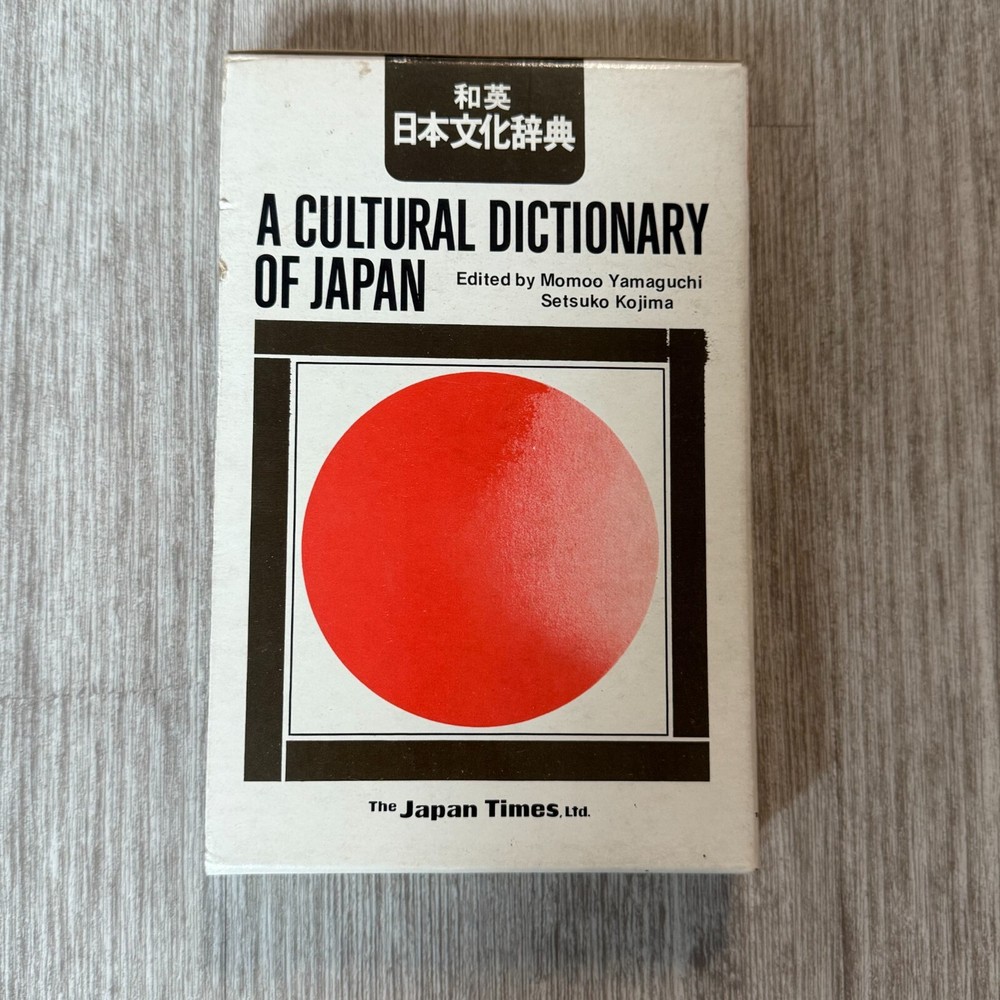 和英
日本文化辞典
A CULTURAL DICTIONARY
OF JAPAN
Edited by Momoo Yamaguchi
Setsuko Kojima
The Japan Times, Ltd.